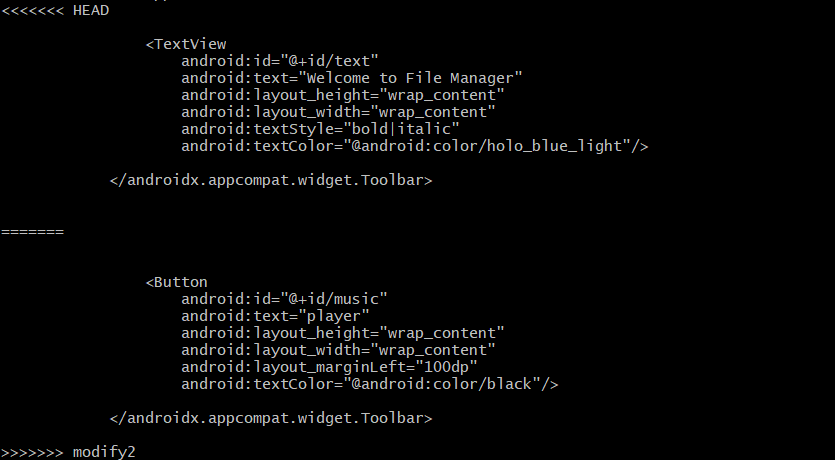 <<<<<<< HEAD
<TextView
android:id="@+id/text"
android:text="Welcome to File Manager"
android:layout_height="wrap_content"
android:layout_width="wrap_content"
android:textStyle="bold|italic"
android:textColor="@android:color/holo_blue_light"/>
</androidx.appcompat.widget.Toolbar>
=======
<Button
android:id="@+id/music"
android:text="player"
android:layout_height="wrap_content"
android:layout_width="wrap_content"
android:layout_marginLeft="100dp"
android:textColor="@android:color/black"/>
</androidx.appcompat.widget.Toolbar>
>>>>>>> modify2